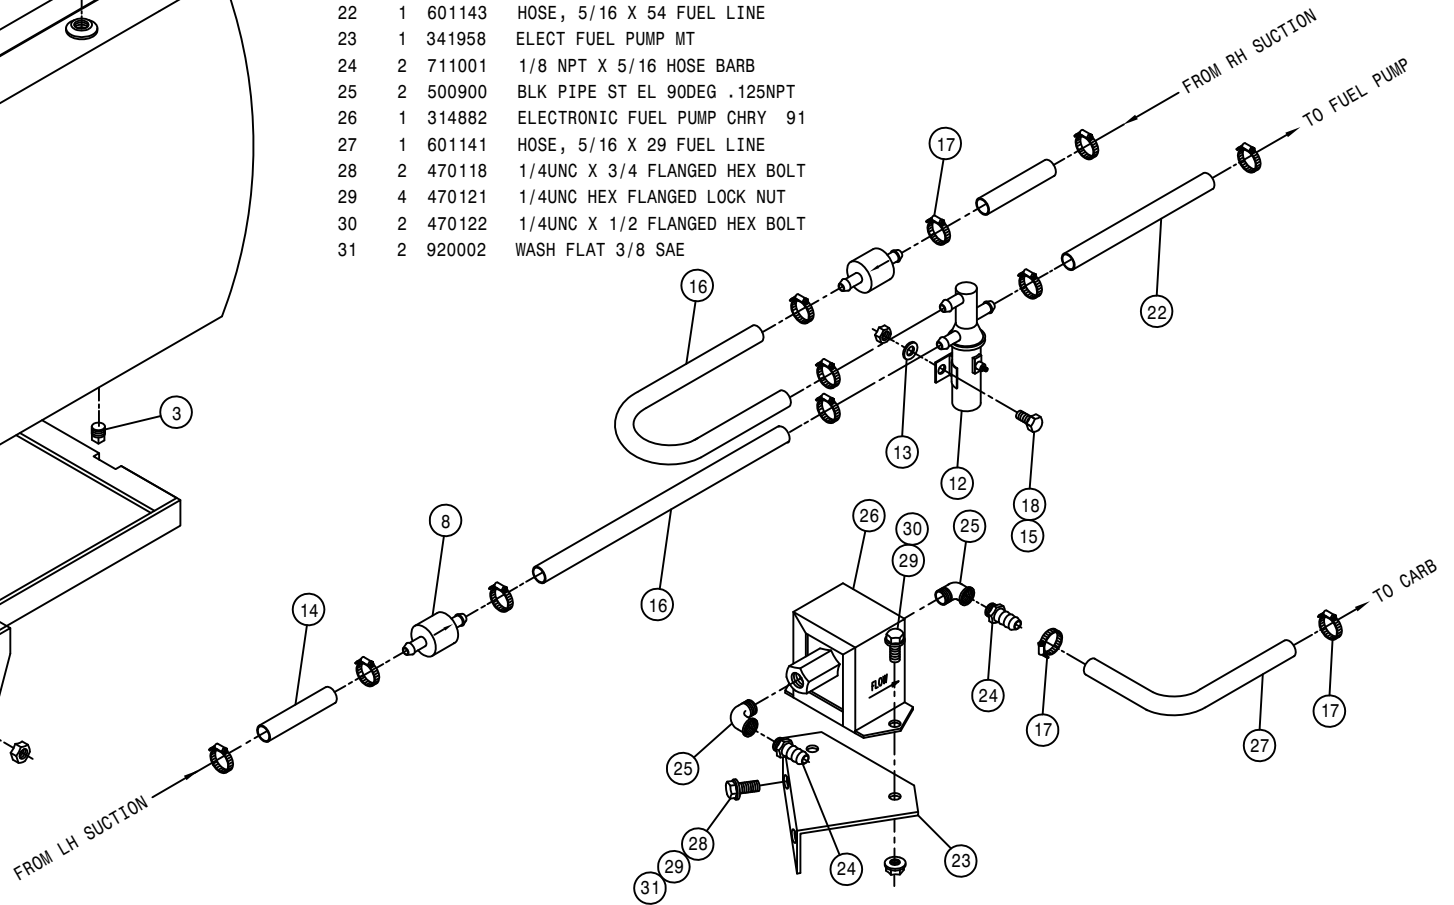 22 1 601143 HOSE, 5/16 X 54 FUEL LINE
23 1 341958 ELECT FUEL PUMP MT
24 2 711001 1/8 NPT X 5/16 HOSE BARB
25 2 500900 BLK PIPE ST EL 90DEG .125NPT
26 1 314882 ELECTRONIC FUEL PUMP CHRY 91
27 1 601141 HOSE, 5/16 X 29 FUEL LINE
28 2 470118 1/4UNC X 3/4 FLANGED HEX BOLT
29 4 470121 1/4UNC HEX FLANGED LOCK NUT
30 2 470122 1/4UNC X 1/2 FLANGED HEX BOLT
31 2 920002 WASH FLAT 3/8 SAE
FROM RH SUCTION
TO FUEL PUMP
17
16
22
3
13
12
18
15
8
26
30
29
25
16
14
TO CARB
FLOW
24
17
17
27
25
28
29
31
24
23
FROM LH SUCTION